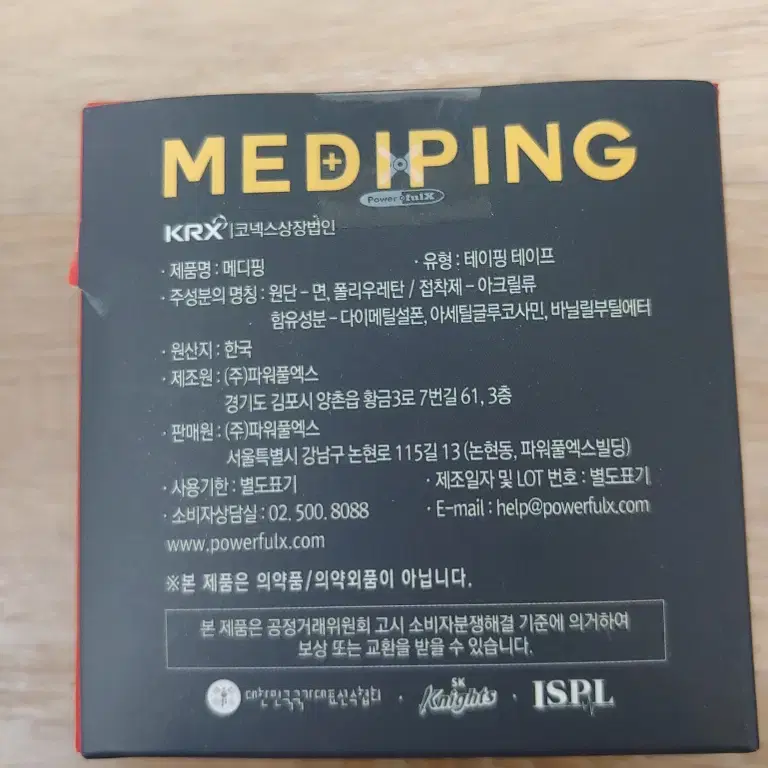 MEDIPING
PowerfulX
KRX | 코넥스상장법인
· 제품명 : 메디핑 · 유형 : 테이핑 테이프
· 주성분의 명칭 : 원단 - 면, 폴리우레탄 / 접착제 - 아크릴류
함유성분 - 다이메틸설폰, 아세틸글루코사민, 바닐릴부틸에터
· 원산지 : 한국
· 제조원 : (주)파워풀엑스
경기도 김포시 양촌읍 황금3로 7번길 61, 3층
· 판매원 : (주)파워풀엑스
서울특별시 강남구 논현로 115길 13 (논현동, 파워풀엑스빌딩)
· 사용기한 : 별도표기 · 제조일자 및 LOT 번호 : 별도표기
· 소비자상담실 : 02. 500. 8088 · E-mail : help@powerfulx.com
www.powerfulx.com
※본 제품은 의약품/의약외품이 아닙니다.
본 제품은 공정거래위원회 고시 소비자분쟁해결 기준에 의거하여
보상 또는 교환을 받을 수 있습니다.
대한민국국가대표선수협회 · SK Knights · ISPL